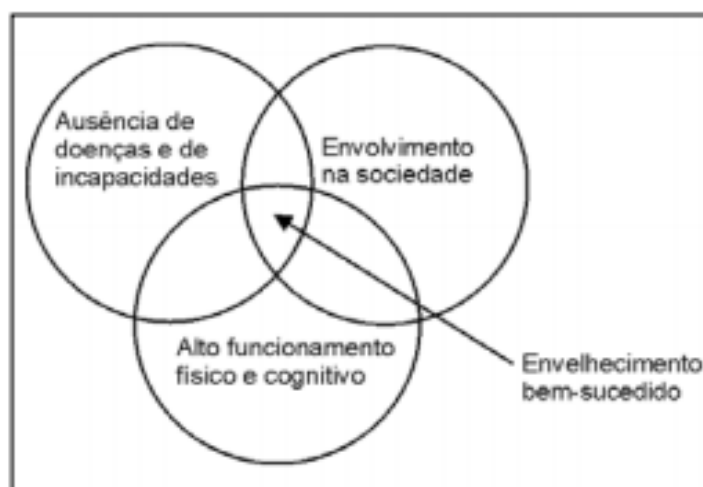 Ausência de
doenças e de
incapacidades
Envolvimento
na sociedade
Alto funcionamento
físico e cognitivo
Envelhecimento
bem-sucedido